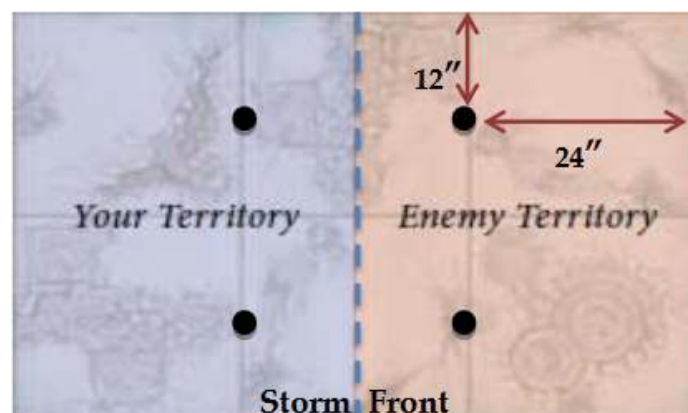 12″
24″
Your Territory
Enemy Territory
Storm Front